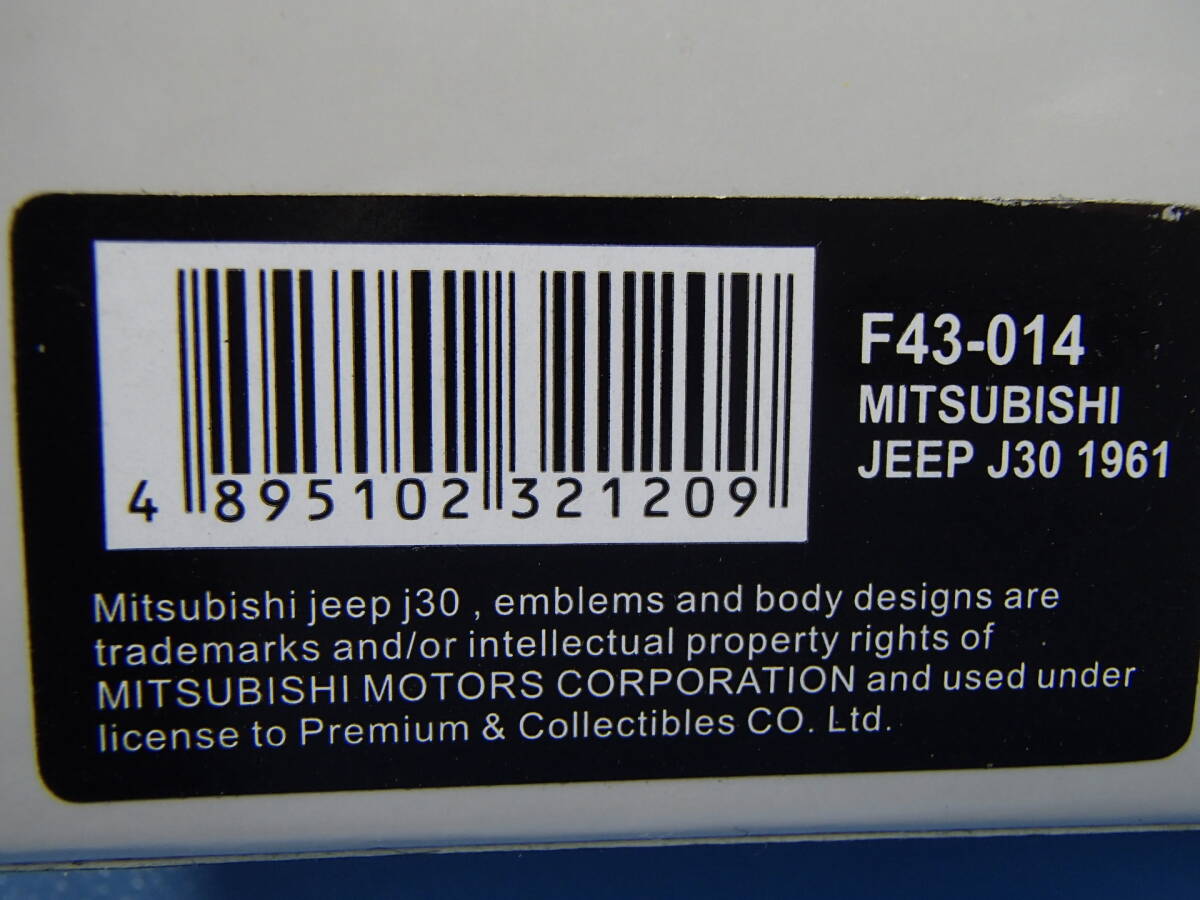 4 895102 321209
F43-014
MITSUBISHI
JEEP J30 1961
Mitsubishi jeep j30 , emblems and body designs are
trademarks and/or intellectual property rights of
MITSUBISHI MOTORS CORPORATION and used under
license to Premium & Collectibles CO. Ltd.